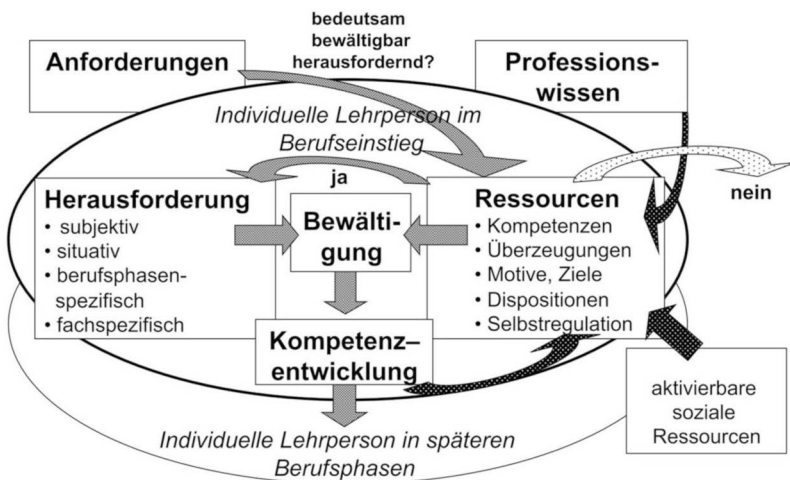 bedeutsam
bewältigbar
herausfordernd?
Anforderungen
Professions-
wissen
Individuelle Lehrperson im
Berufseinstieg
ja
nein
Herausforderung
• subjektiv
• situativ
• berufsphasen-
spezifisch
• fachspezifisch
Bewälti-
gung
Ressourcen
• Kompetenzen
• Überzeugungen
• Motive, Ziele
• Dispositionen
• Selbstregulation
Kompetenz–
entwicklung
aktivierbare
soziale
Ressourcen
Individuelle Lehrperson in späteren
Berufsphasen